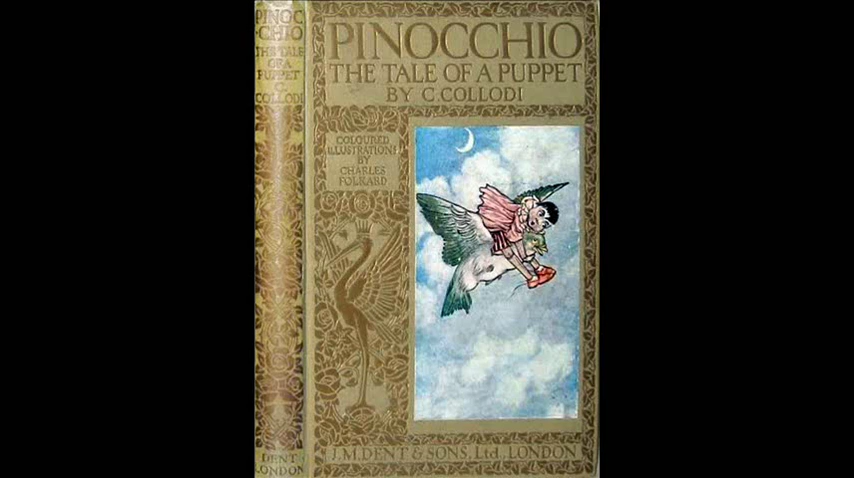 PINOC
·CHIO
THE TALE
OF A
PUPPET
C.
COLLODI
DENT
LONDON
PINOCCHIO
THE TALE OF A PUPPET
BY C. COLLODI
COLOURED
ILLUSTRATIONS
BY
CHARLES
FOLKARD
J.M. DENT & SONS, Ltd., LONDON